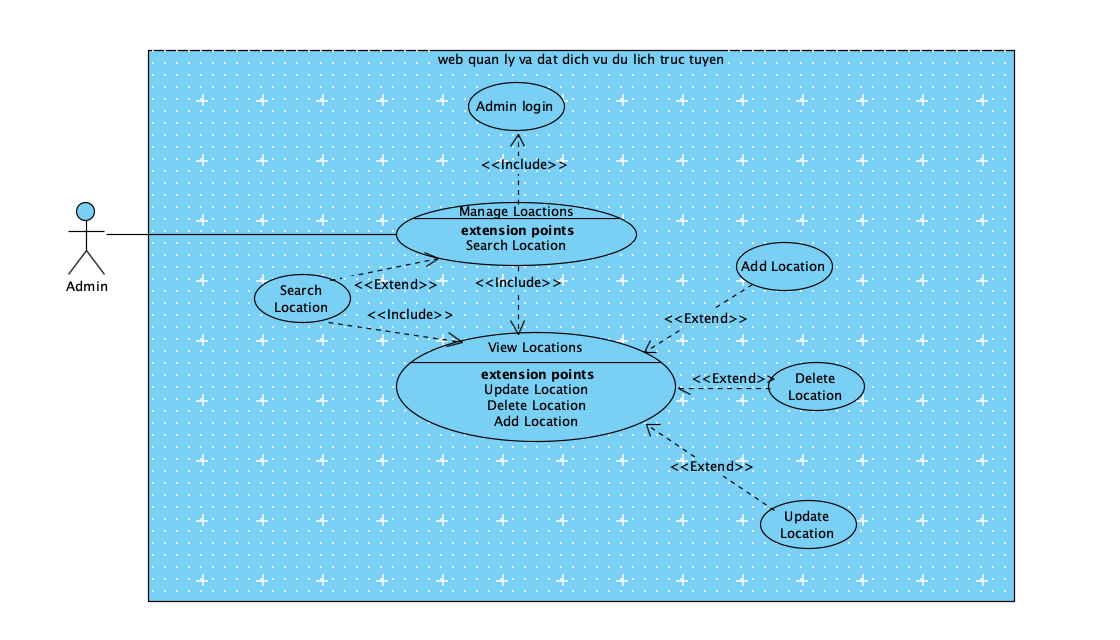 web quan ly va dat dich vu du lich truc tuyen
Admin login
<<Include>>
Manage Loactions
extension points
Search Location
Admin
<<Extend>>
<<Include>>
Search
Location
<<Include>>
Add Location
<<Extend>>
View Locations
extension points
Update Location
Delete Location
Add Location
<<Extend>>
Delete
Location
<<Extend>>
Update
Location